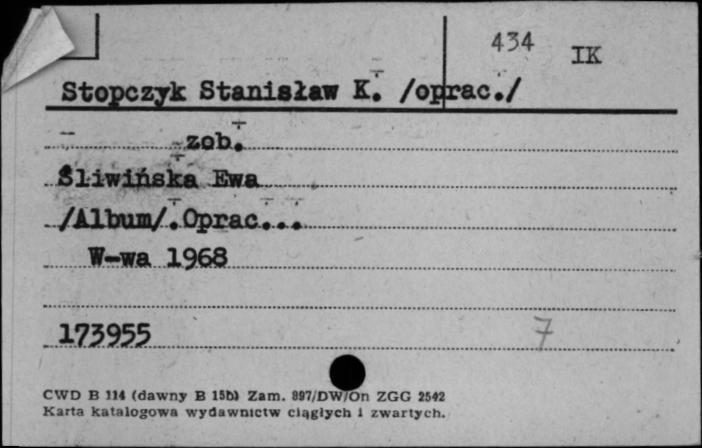 434 IK
Stopczyk Stanisław K. /oprac./
zob.
Śliwińska Ewa
/Album/.Oprac...
W-wa 1968
173955 7
CWD B 114 (dawny B 15b) Zam. 897/DW/On ZGG 2542
Karta katalogowa wydawnictw ciągłych i zwartych.